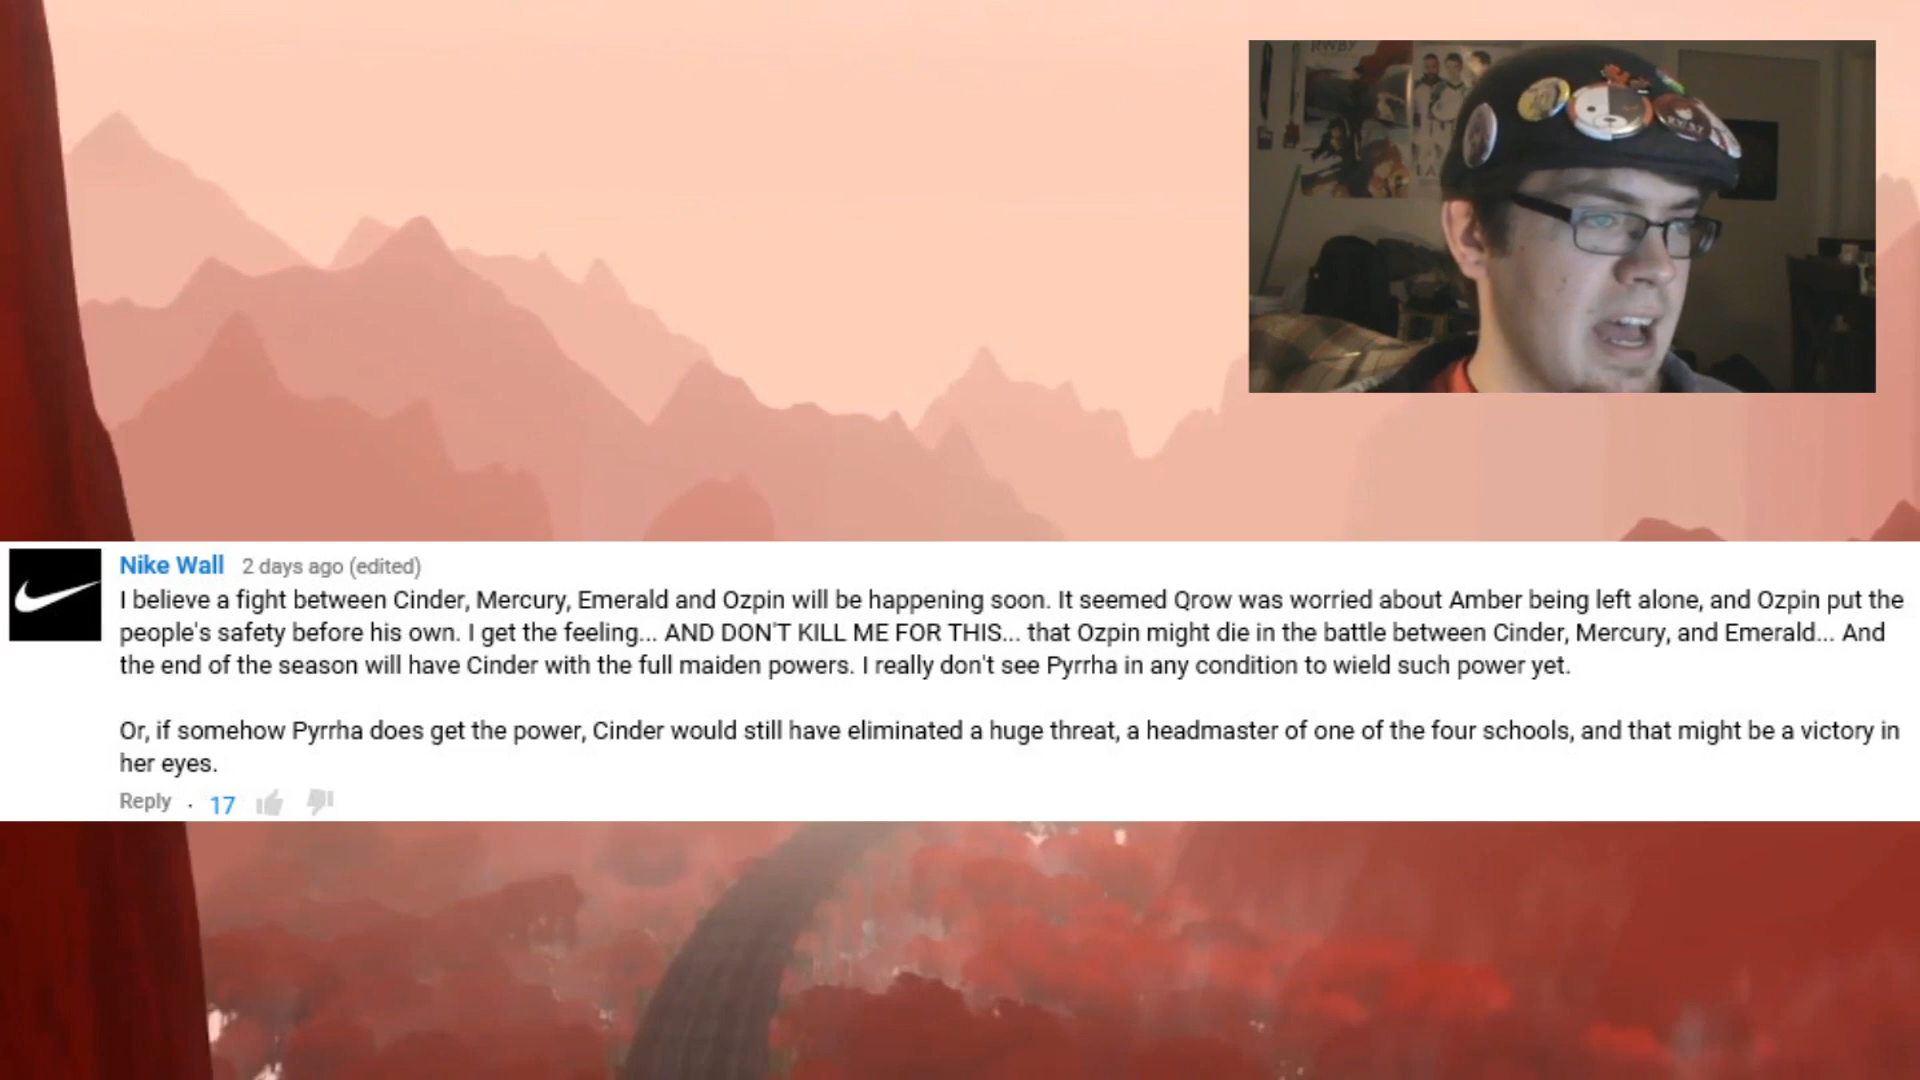 RWBY
Nike Wall 2 days ago (edited)
I believe a fight between Cinder, Mercury, Emerald and Ozpin will be happening soon. It seemed Qrow was worried about Amber being left alone, and Ozpin put the
people's safety before his own. I get the feeling... AND DON'T KILL ME FOR THIS... that Ozpin might die in the battle between Cinder, Mercury, and Emerald... And
the end of the season will have Cinder with the full maiden powers. I really don't see Pyrrha in any condition to wield such power yet.
Or, if somehow Pyrrha does get the power, Cinder would still have eliminated a huge threat, a headmaster of one of the four schools, and that might be a victory in
her eyes.
Reply . 17